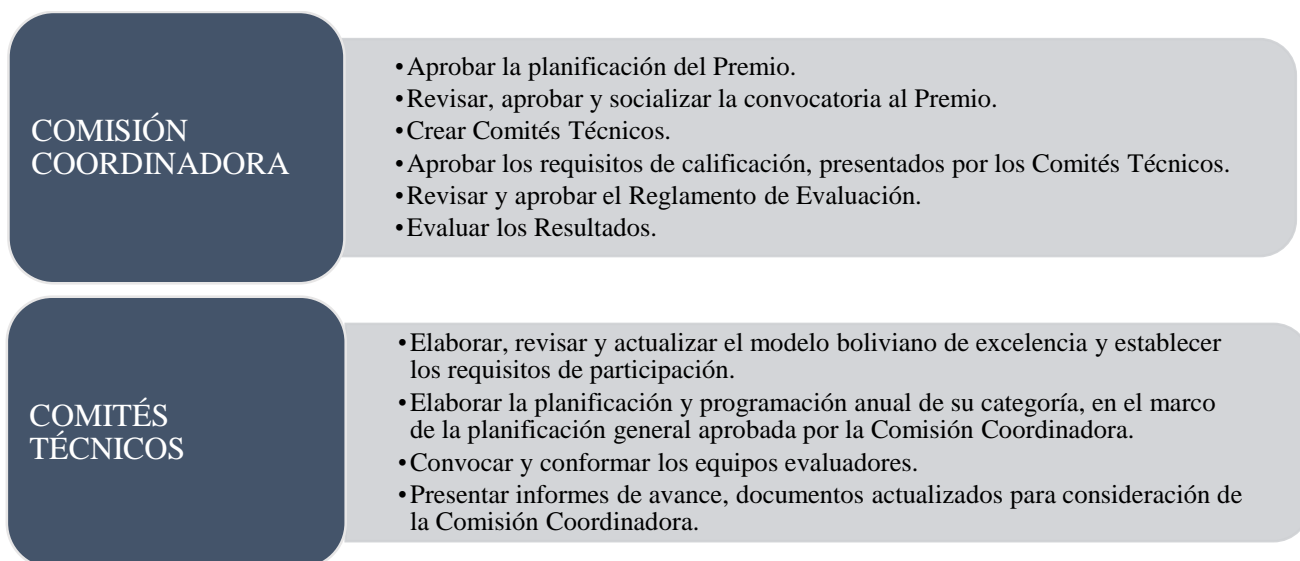 COMISIÓN
COORDINADORA
•Aprobar la planificación del Premio.
•Revisar, aprobar y socializar la convocatoria al Premio.
•Crear Comités Técnicos.
•Aprobar los requisitos de calificación, presentados por los Comités Técnicos.
•Revisar y aprobar el Reglamento de Evaluación.
•Evaluar los Resultados.
COMITÉS
TÉCNICOS
•Elaborar, revisar y actualizar el modelo boliviano de excelencia y establecer
los requisitos de participación.
•Elaborar la planificación y programación anual de su categoría, en el marco
de la planificación general aprobada por la Comisión Coordinadora.
•Convocar y conformar los equipos evaluadores.
•Presentar informes de avance, documentos actualizados para consideración de
la Comisión Coordinadora.